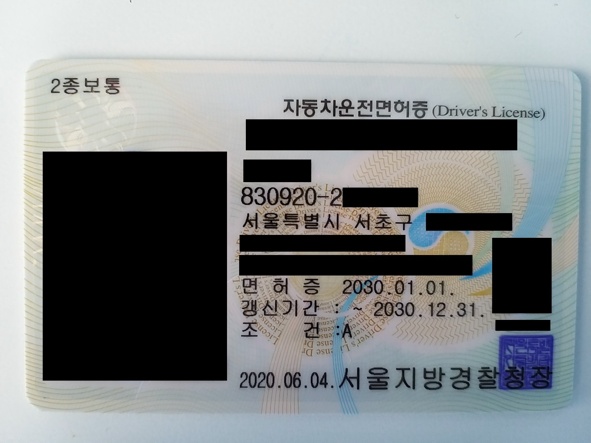 2종보통
자동차운전면허증 (Driver's License)
830920-2
서울특별시 서초구
면 허 증 2030.01.01.
갱신기간 : ~ 2030.12.31.
조 건 :A
2020.06.04. 서울지방경찰청장